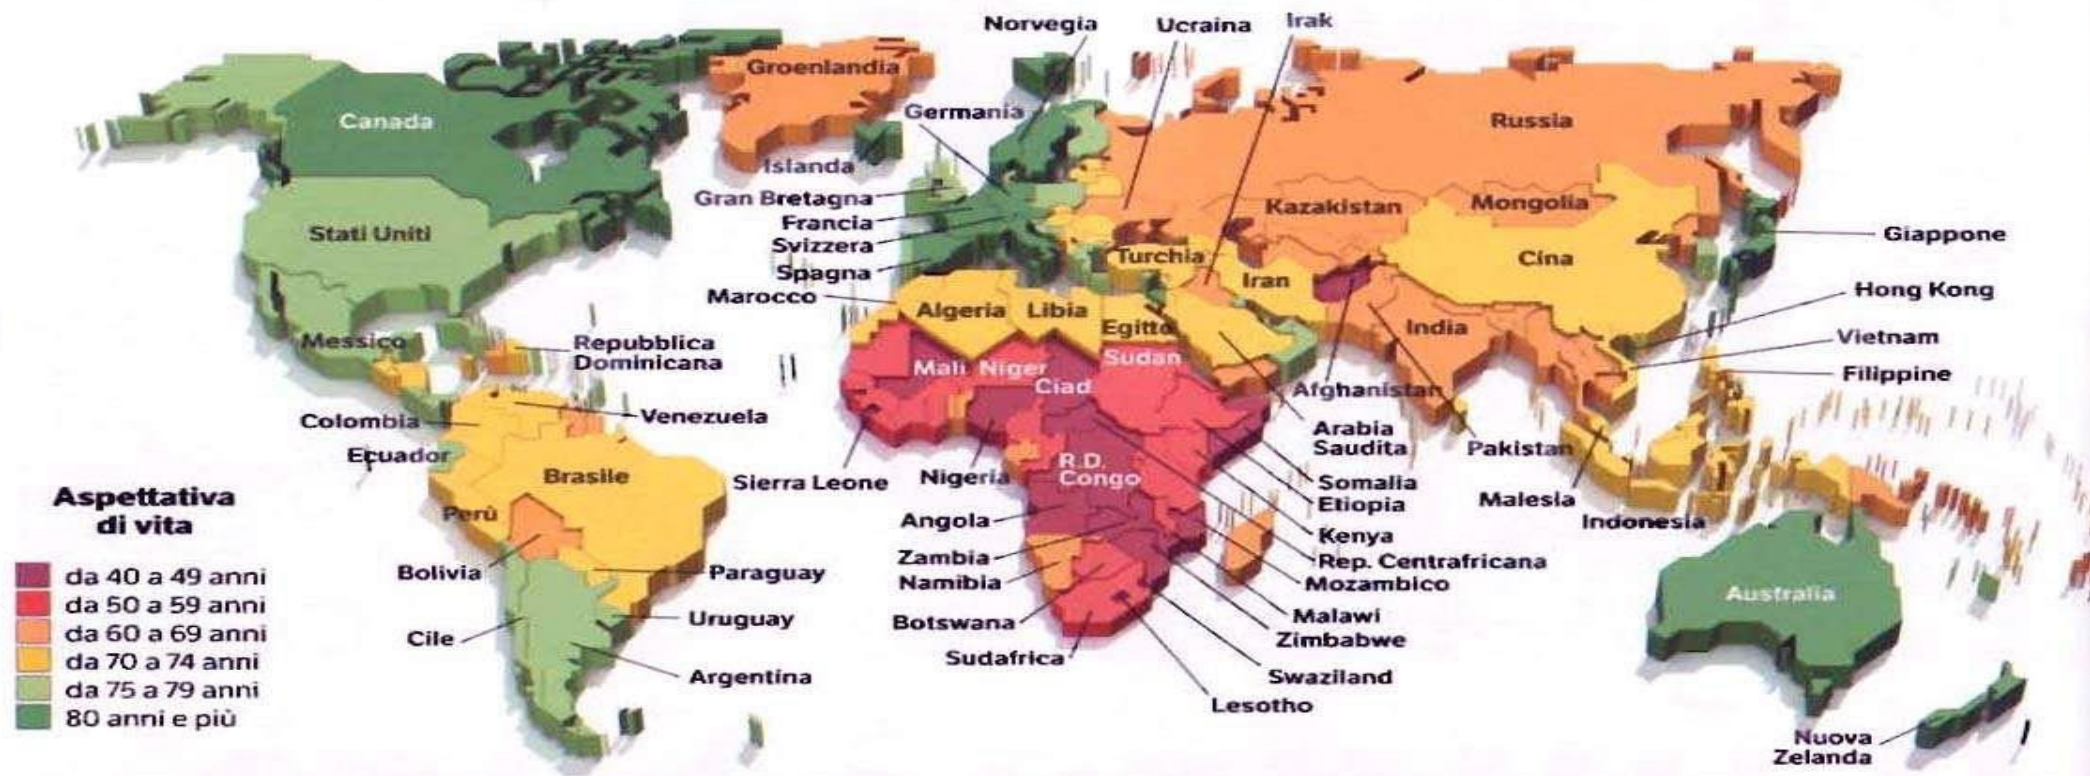 Norvegia
Ucraina
Irak
Groenlandia
Canada
Germania
Russia
Islanda
Gran Bretagna
Francia
Svizzera
Spagna
Marocco
Stati Uniti
Kazakistan
Mongolia
Giappone
Turchia
Iran
Cina
Hong Kong
Algeria
Libia
Egitto
India
Vietnam
Messico
Repubblica
Dominicana
Mali
Niger
Ciad
Sudan
Afghanistan
Filippine
Colombia
Venezuela
Arabia
Saudita
Pakistan
Ecuador
Brasile
Sierra Leone
Nigeria
R.D.
Congo
Somalia
Etiopia
Malesia
Indonesia
Perù
Angola
Kenya
Zambia
Rep. Centrafricana
Bolivia
Paraguay
Namibia
Mozambico
Australia
Uruguay
Botswana
Malawi
Zimbabwe
Cile
Sudafrica
Argentina
Swaziland
Lesotho
Nuova
Zelanda
Aspettativa
di vita
da 40 a 49 anni
da 50 a 59 anni
da 60 a 69 anni
da 70 a 74 anni
da 75 a 79 anni
80 anni e più